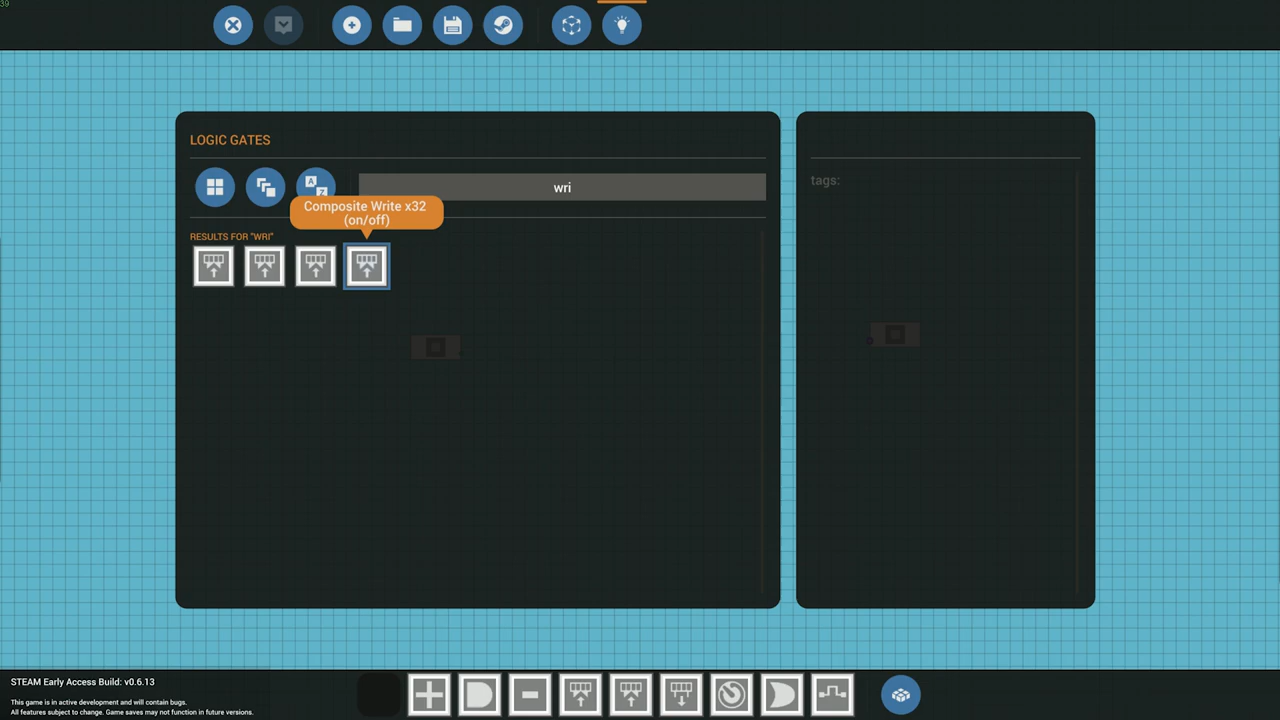 39
LOGIC GATES
A
Z
wri
tags:
Composite Write x32
(on/off)
RESULTS FOR "WRI"
STEAM Early Access Build: v0.6.13
This game is in active development and will contain bugs.
All features subject to change. Game saves may not function in future versions.